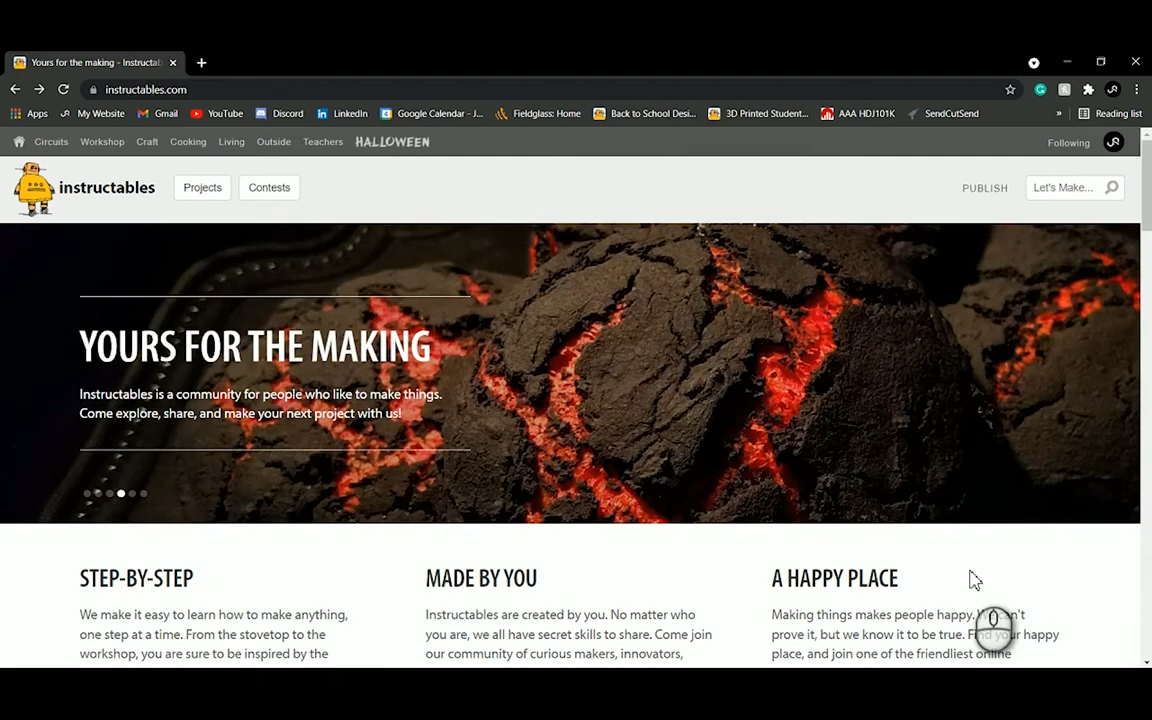 Yours for the making - Instructab
instructables.com
Apps My Website Gmail YouTube Discord LinkedIn Google Calendar - J... Fieldglass: Home Back to School Desi... 3D Printed Student... AAA HDJ101K SendCutSend » Reading list
Circuits Workshop Craft Cooking Living Outside Teachers HALLOWEEN Following
instructables Projects Contests PUBLISH Let's Make...
YOURS FOR THE MAKING
Instructables is a community for people who like to make things.
Come explore, share, and make your next project with us!
STEP-BY-STEP
We make it easy to learn how to make anything,
one step at a time. From the stovetop to the
workshop, you are sure to be inspired by the
MADE BY YOU
Instructables are created by you. No matter who
you are, we all have secret skills to share. Come join
our community of curious makers, innovators,
A HAPPY PLACE
Making things makes people happy. We can't
prove it, but we know it to be true. Find your happy
place, and join one of the friendliest online